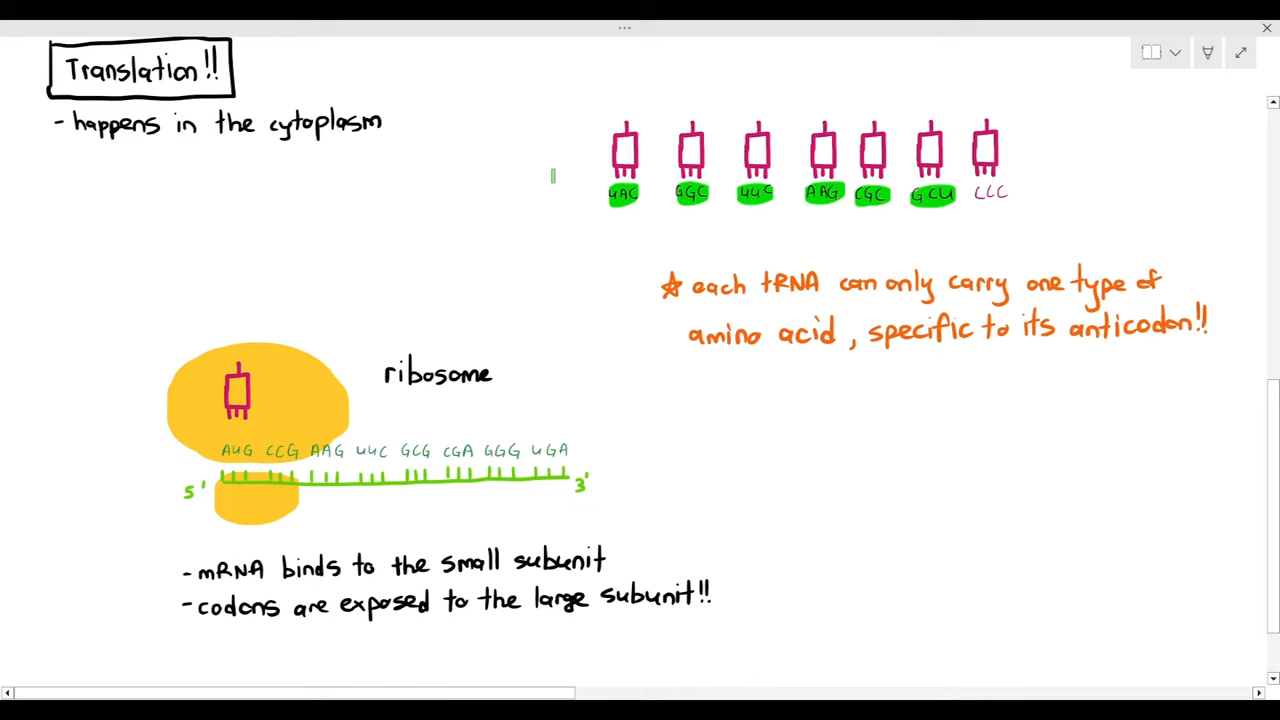 Translation!!
- happens in the cytoplasm
UAC GGC UUC AAG CGC GCU CCC
☆ each tRNA can only carry one type of
amino acid, specific to its anticodon!!
ribosome
AUG CCG AAG UUC GCG CGA GGG UGA
5' 3'
- mRNA binds to the small subunit
- codons are exposed to the large subunit!!